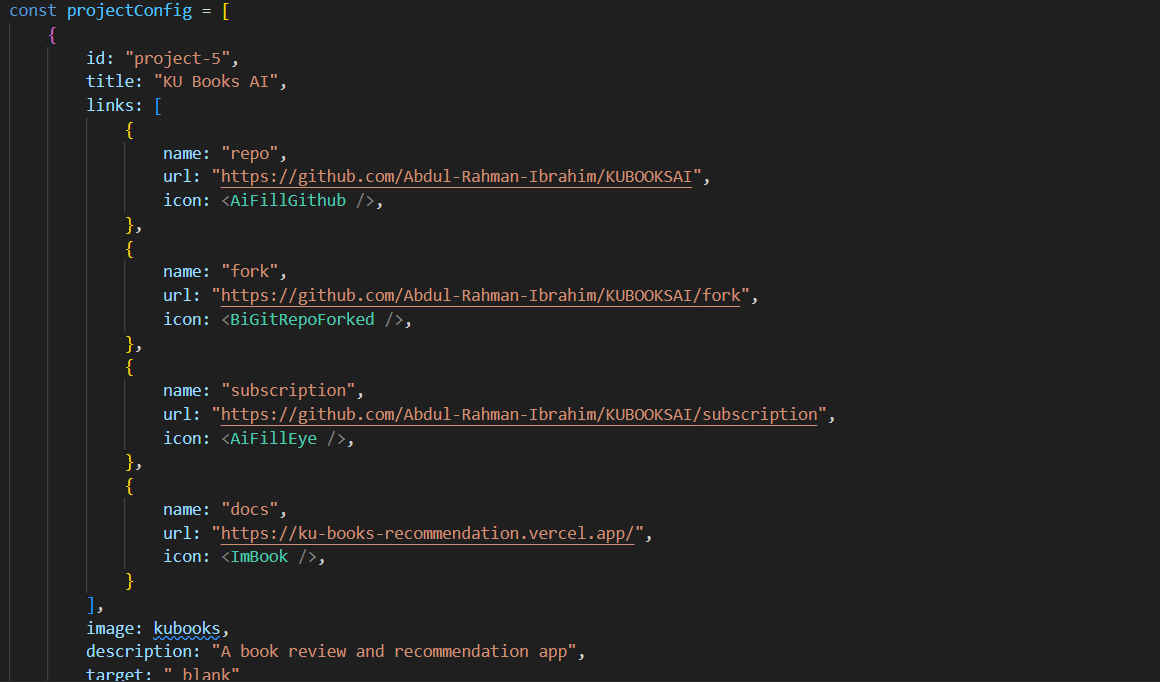 const projectConfig = [
{
id: "project-5",
title: "KU Books AI",
links: [
{
name: "repo",
url: "https://github.com/Abdul-Rahman-Ibrahim/KUBOOKSAI",
icon: <AiFillGithub />,
},
{
name: "fork",
url: "https://github.com/Abdul-Rahman-Ibrahim/KUBOOKSAI/fork",
icon: <BiGitRepoForked />,
},
{
name: "subscription",
url: "https://github.com/Abdul-Rahman-Ibrahim/KUBOOKSAI/subscription",
icon: <AiFillEye />,
},
{
name: "docs",
url: "https://ku-books-recommendation.vercel.app/",
icon: <ImBook />,
}
],
image: kubooks,
description: "A book review and recommendation app",
target: "_blank"